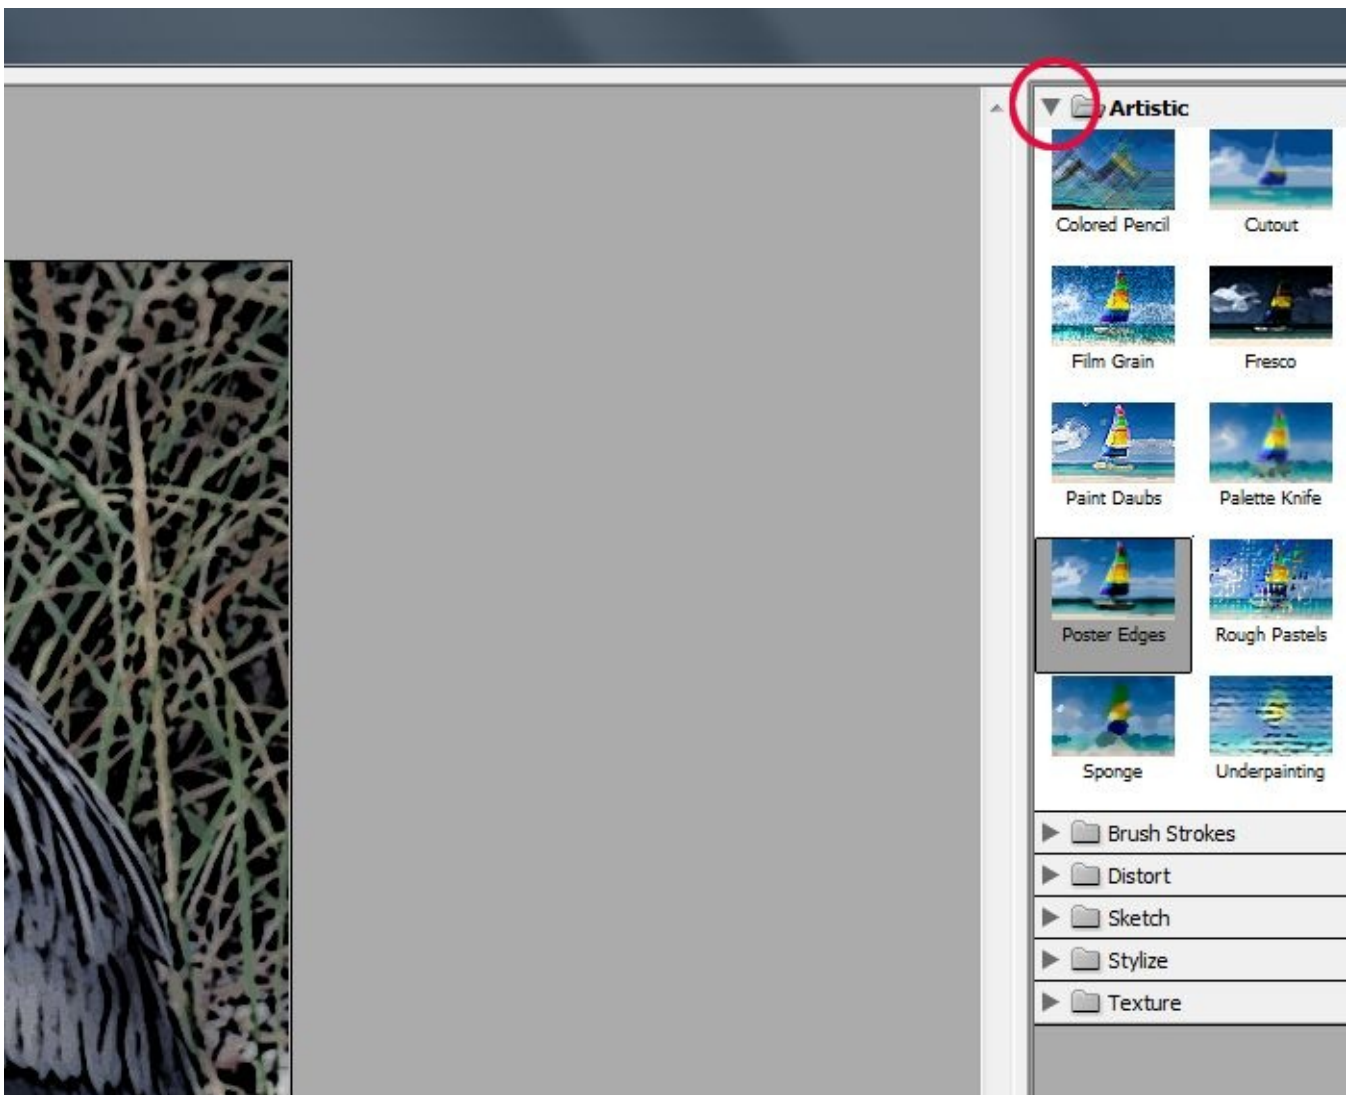 Artistic
Colored Pencil Cutout
Film Grain Fresco
Paint Daubs Palette Knife
Poster Edges Rough Pastels
Sponge Underpainting
Brush Strokes
Distort
Sketch
Stylize
Texture